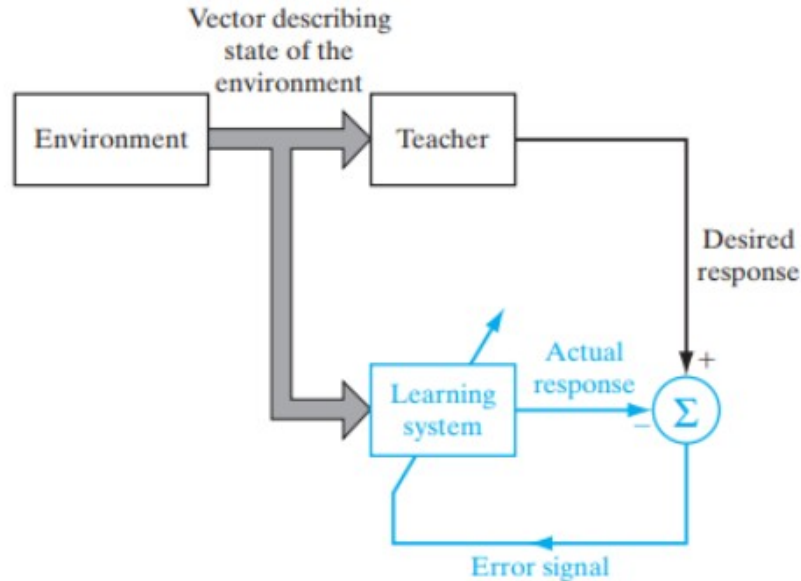 Vector describing
state of the
environment
Environment
Teacher
Desired
response
+
Actual
response
Learning
system
−
Σ
Error signal